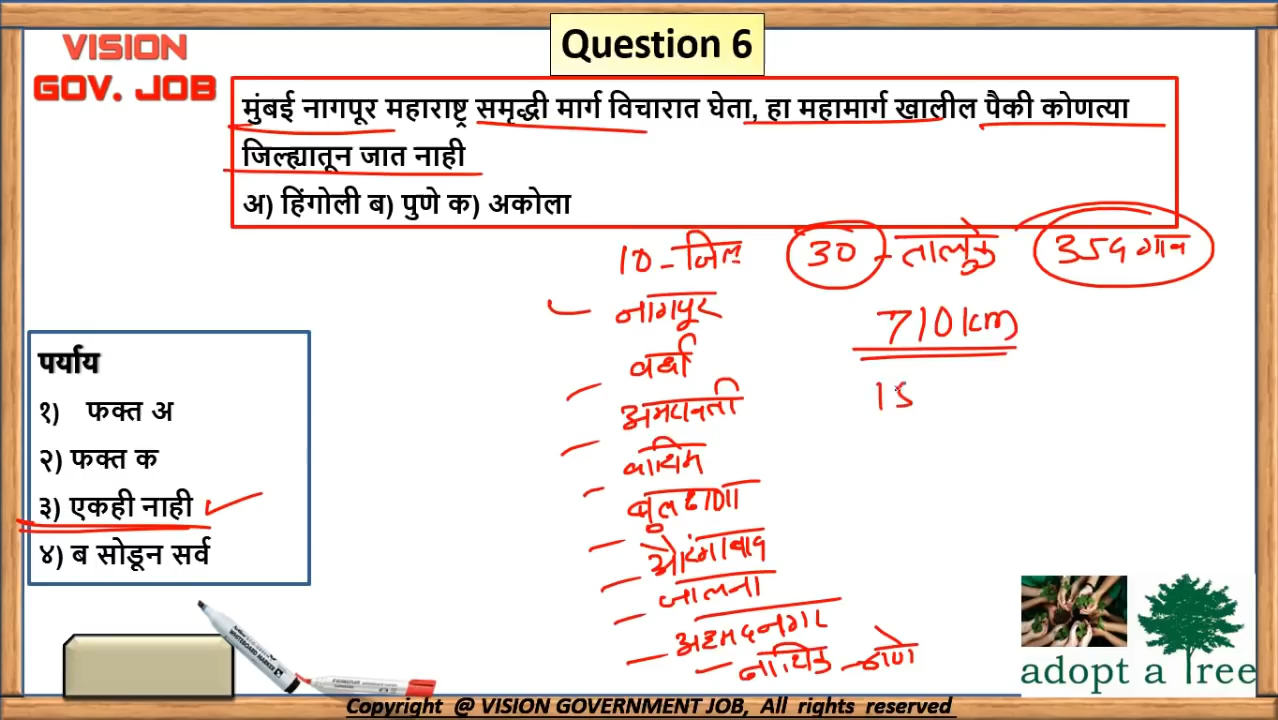 Question 6
VISION
GOV. JOB
मुंबई नागपूर महाराष्ट्र समृद्धी मार्ग विचारात घेता, हा महामार्ग खालील पैकी कोणत्या
जिल्ह्यातून जात नाही
अ) हिंगोली ब) पुणे क) अकोला
10 - जिल 30 - तालुके 354 गाव
नागपूर
710 km
वर्धा
15
अमरावती
वाशिम
बुलढाणा
औरंगाबाद
जालना
अहमदनगर
नाशिक - ठाणे
पर्याय
१) फक्त अ
२) फक्त क
३) एकही नाही
४) ब सोडून सर्व
adopt a Tree
Copyright @ VISION GOVERNMENT JOB, All rights reserved